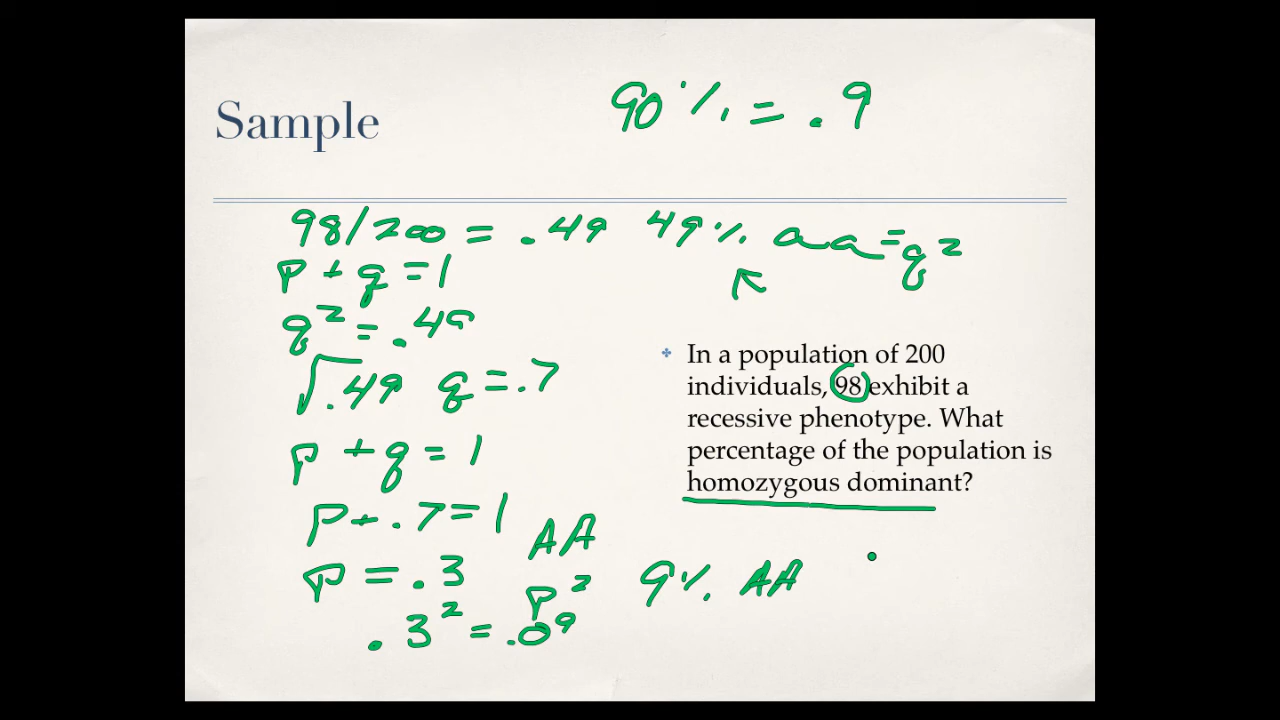 90% = .9
Sample
98/200 = .49 49% aa = q²
p + q = 1
q² = .49
√.49 q = .7
p + q = 1
p + .7 = 1
AA
p = .3
p²
.3² = .09
9% AA
In a population of 200
individuals, 98 exhibit a
recessive phenotype. What
percentage of the population is
homozygous dominant?